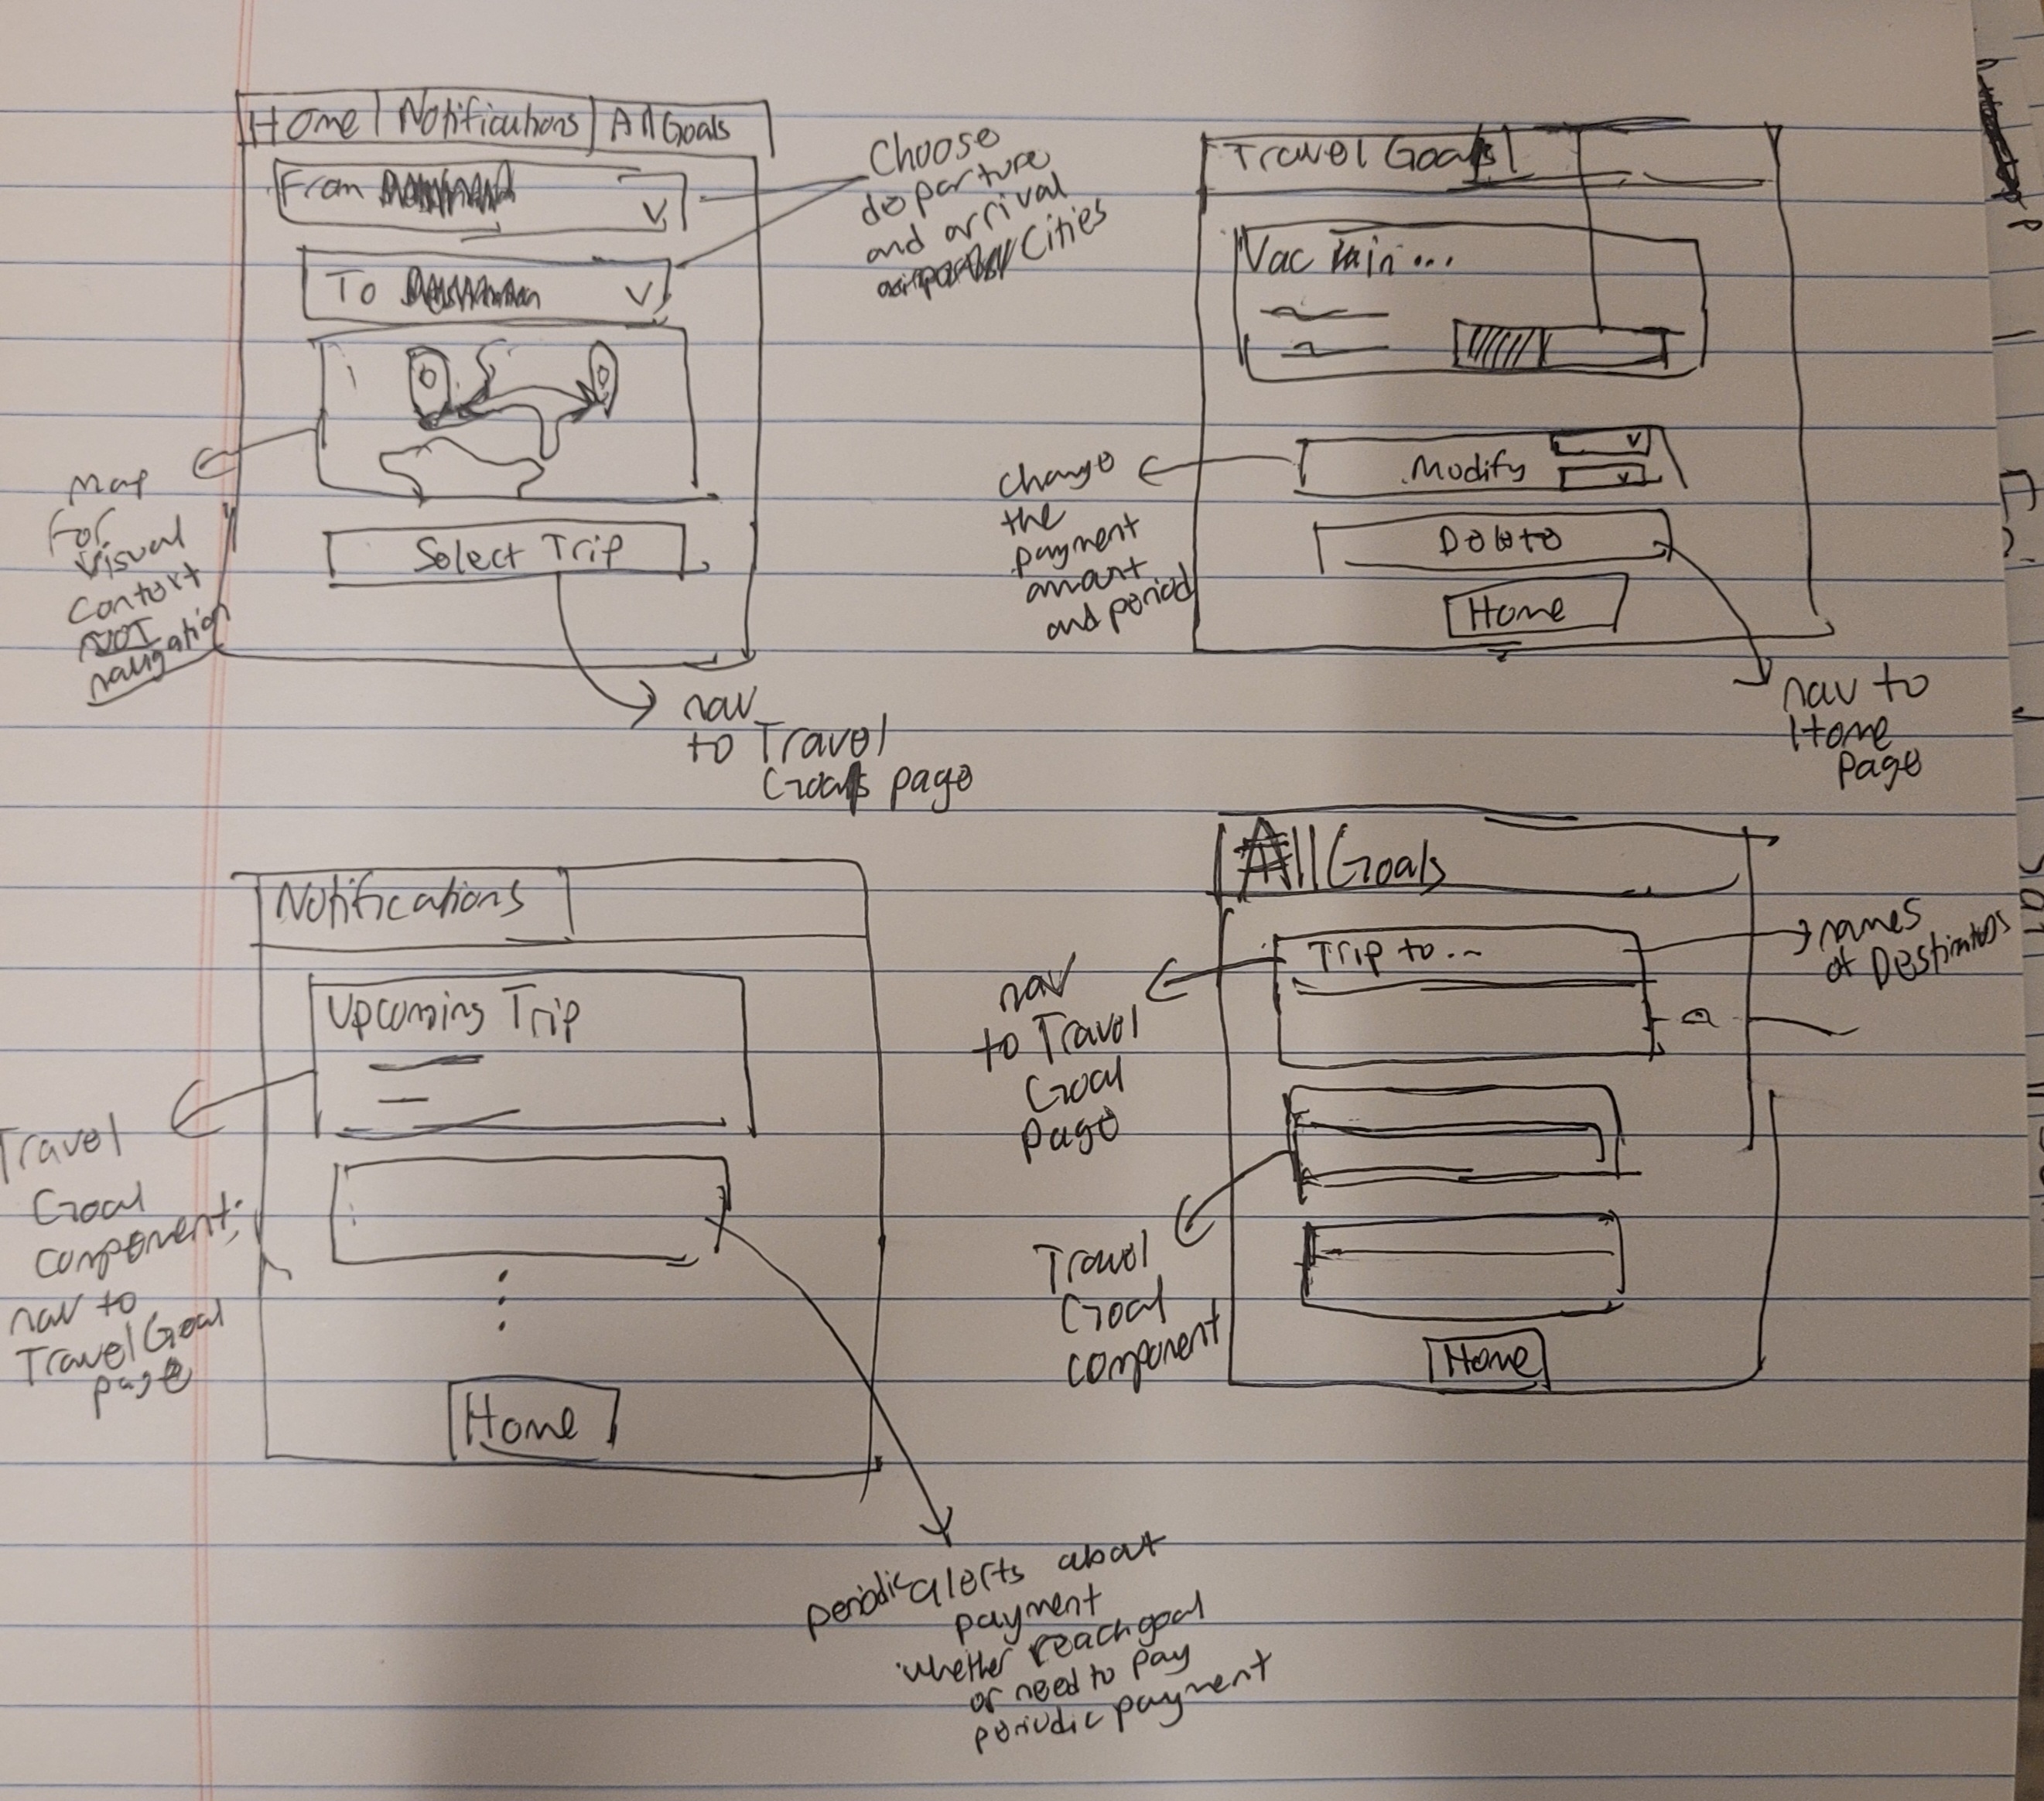 Home Notifications All Goals
From
To
Select Trip
Choose
departure
and arrival
Cities
Map
For
Visual
Context
NOT
navigation
nav
to Travel
Goals page
Travel Goals
Vac in...
Modify
Delete
Home
change
the
payment
amount
and period
nav to
Home
Page
Notifications
Upcoming Trip
Home
Travel
Goal
component;
nav to
Travel Goal
page
periodic alerts about
payment
whether reach goal
or need to pay
periodic payment
All Goals
Trip to...
Home
names
of Destinations
nav
to Travel
Goal
page
Travel
Goal
component